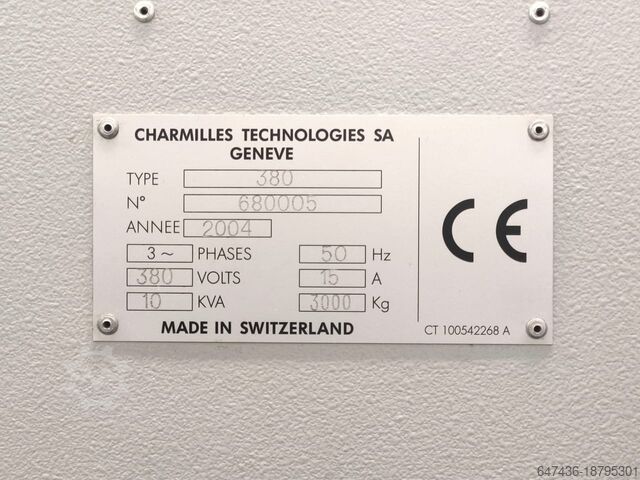 CHARMILLES TECHNOLOGIES SA
GENEVE
TYPE 380
N° 680005
ANNEE 2004
3 ~ PHASES 50 Hz
380 VOLTS 15 A
10 KVA 3000 Kg
MADE IN SWITZERLAND
CE
CT 100542268 A
647436-18795301